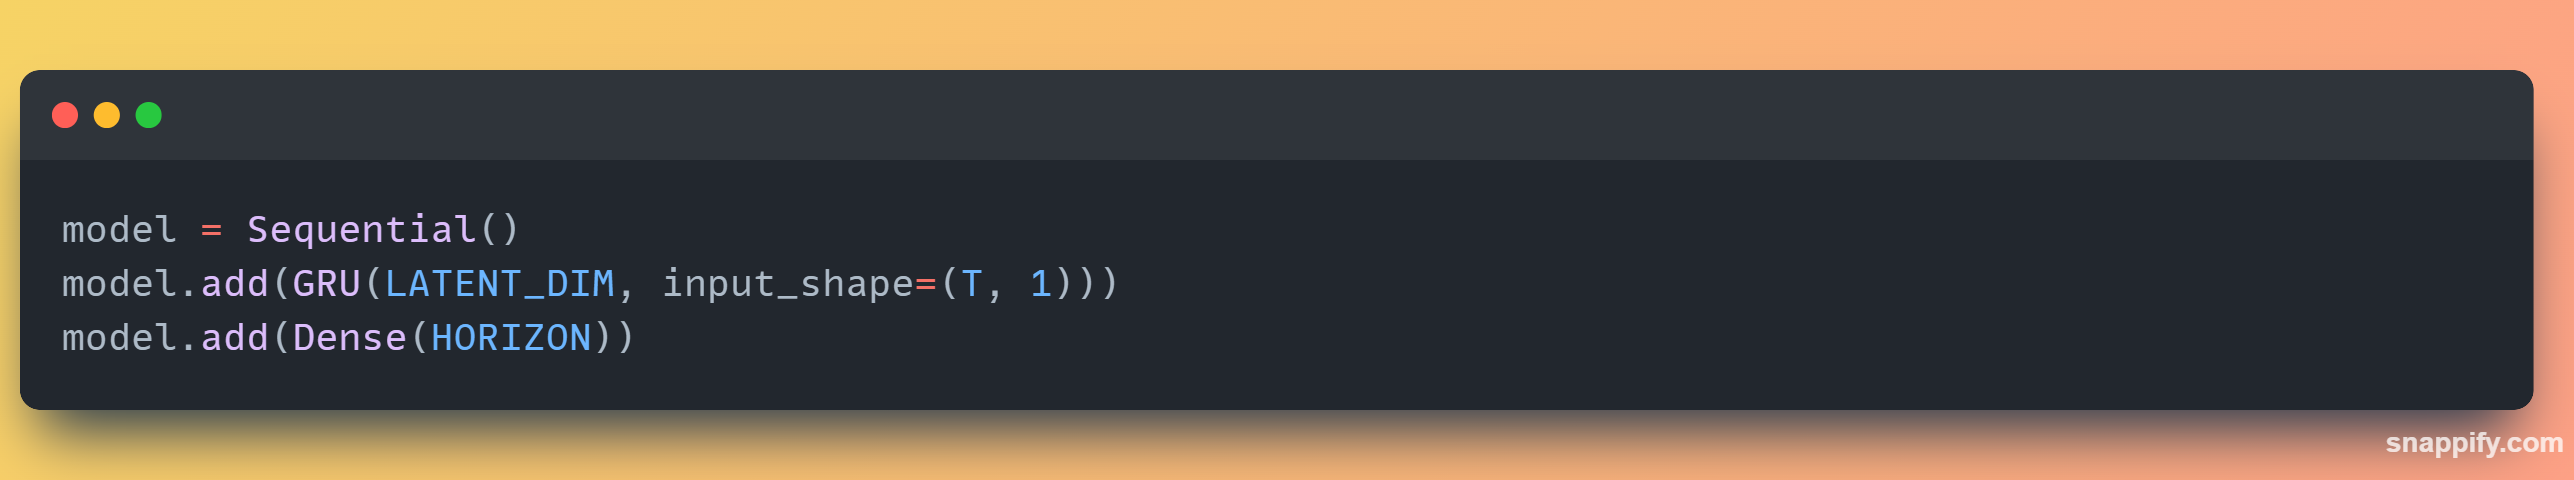 model = Sequential()
model.add(GRU(LATENT_DIM, input_shape=(T, 1)))
model.add(Dense(HORIZON))
snappify.com